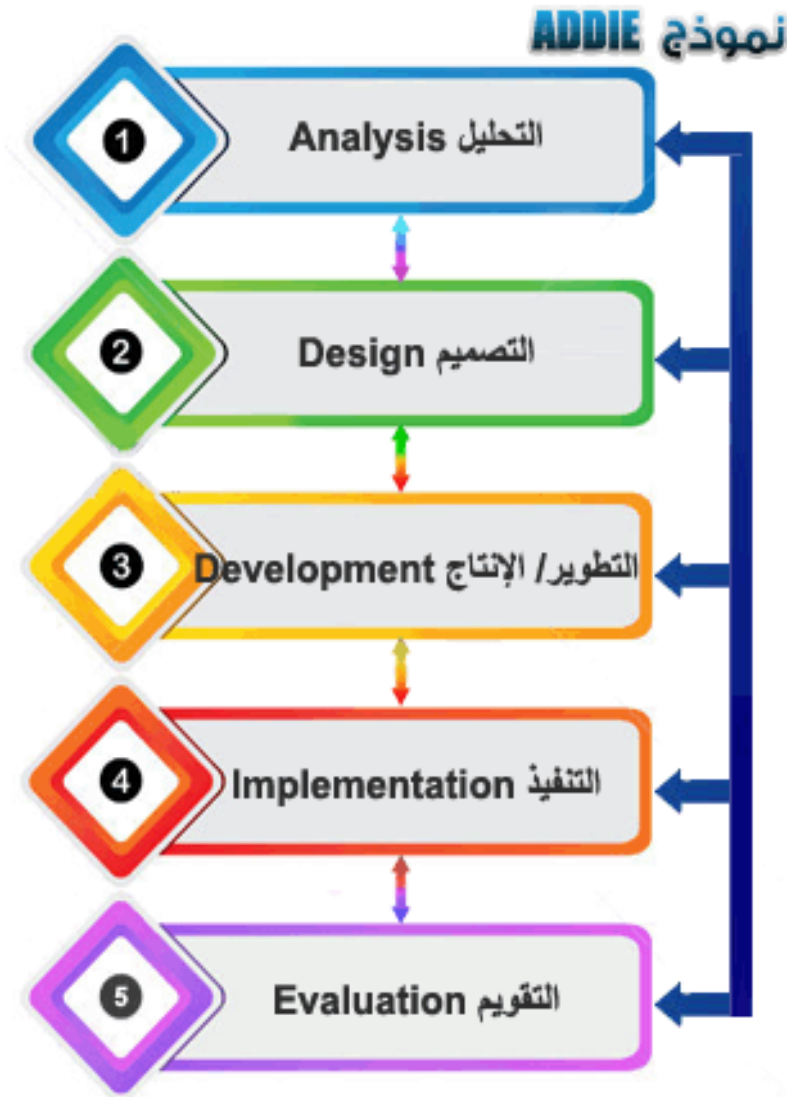 نموذج ADDIE
1
التحليل Analysis
2
التصميم Design
3
التطوير/ الإنتاج Development
4
التنفيذ Implementation
5
التقويم Evaluation